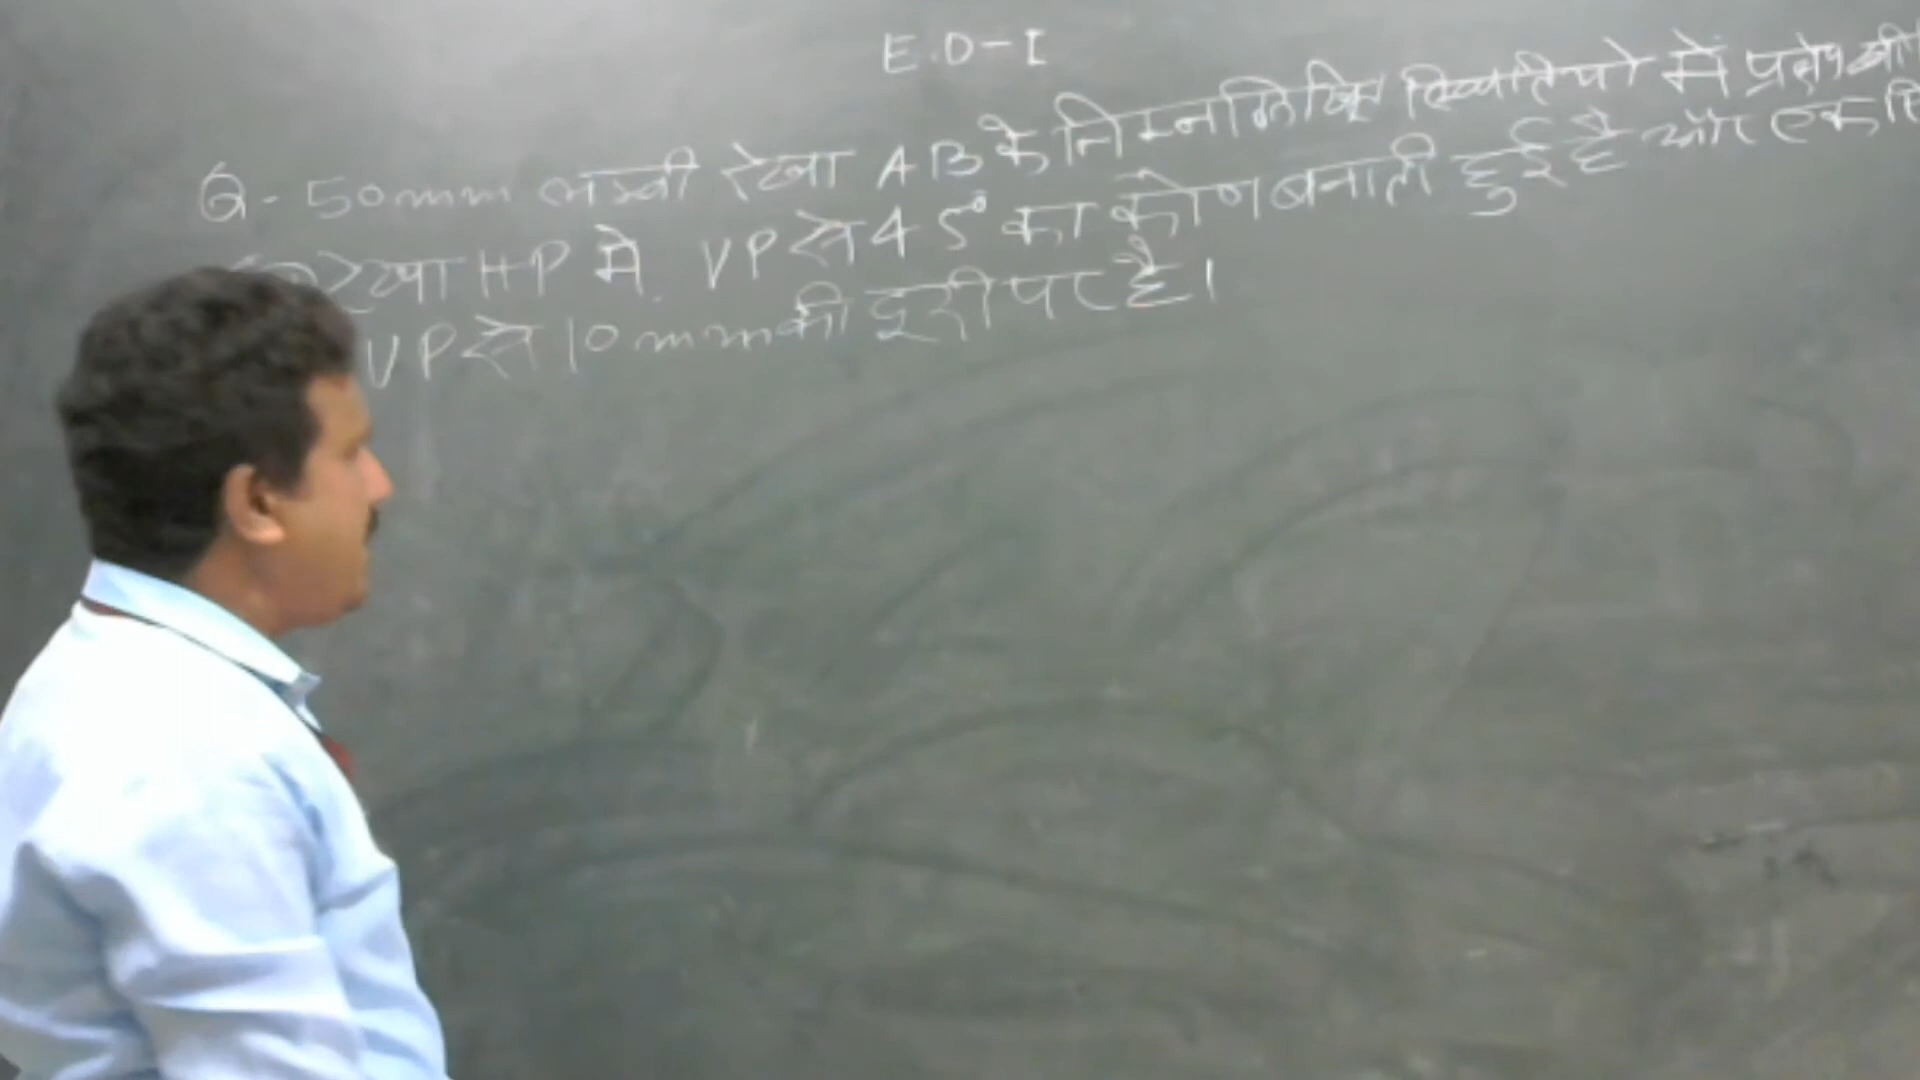 E.D-I
Q- 50mm लम्बी रेखा AB के निम्नलिखित स्थितियो में प्रक्षेप खी
रेखा HP मे. VP से 45° का कोण बनाती हुई है और एक सि
VP से 10mm की दूरी पर है।